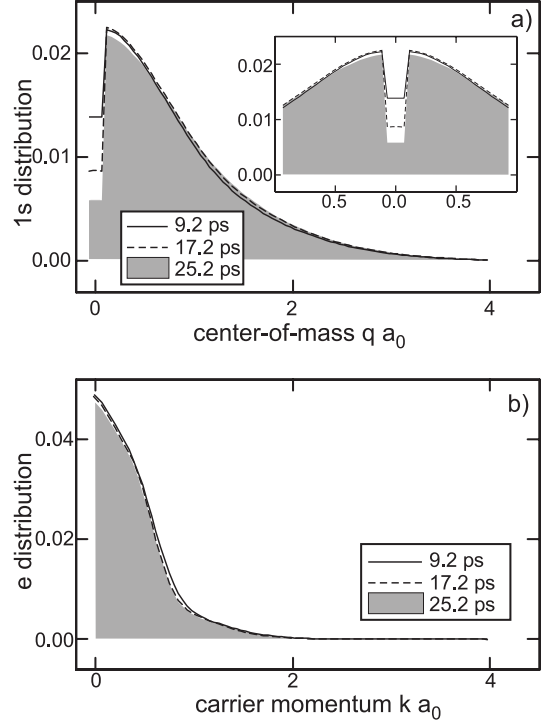 a)
0.02
0.01
0.00
1s distribution
0.02
0.01
0.00
0.5 0.0 0.5
9.2 ps
17.2 ps
25.2 ps
0 2 4
center-of-mass q a0
b)
0.04
0.02
0.00
e distribution
9.2 ps
17.2 ps
25.2 ps
0 2 4
carrier momentum k a0